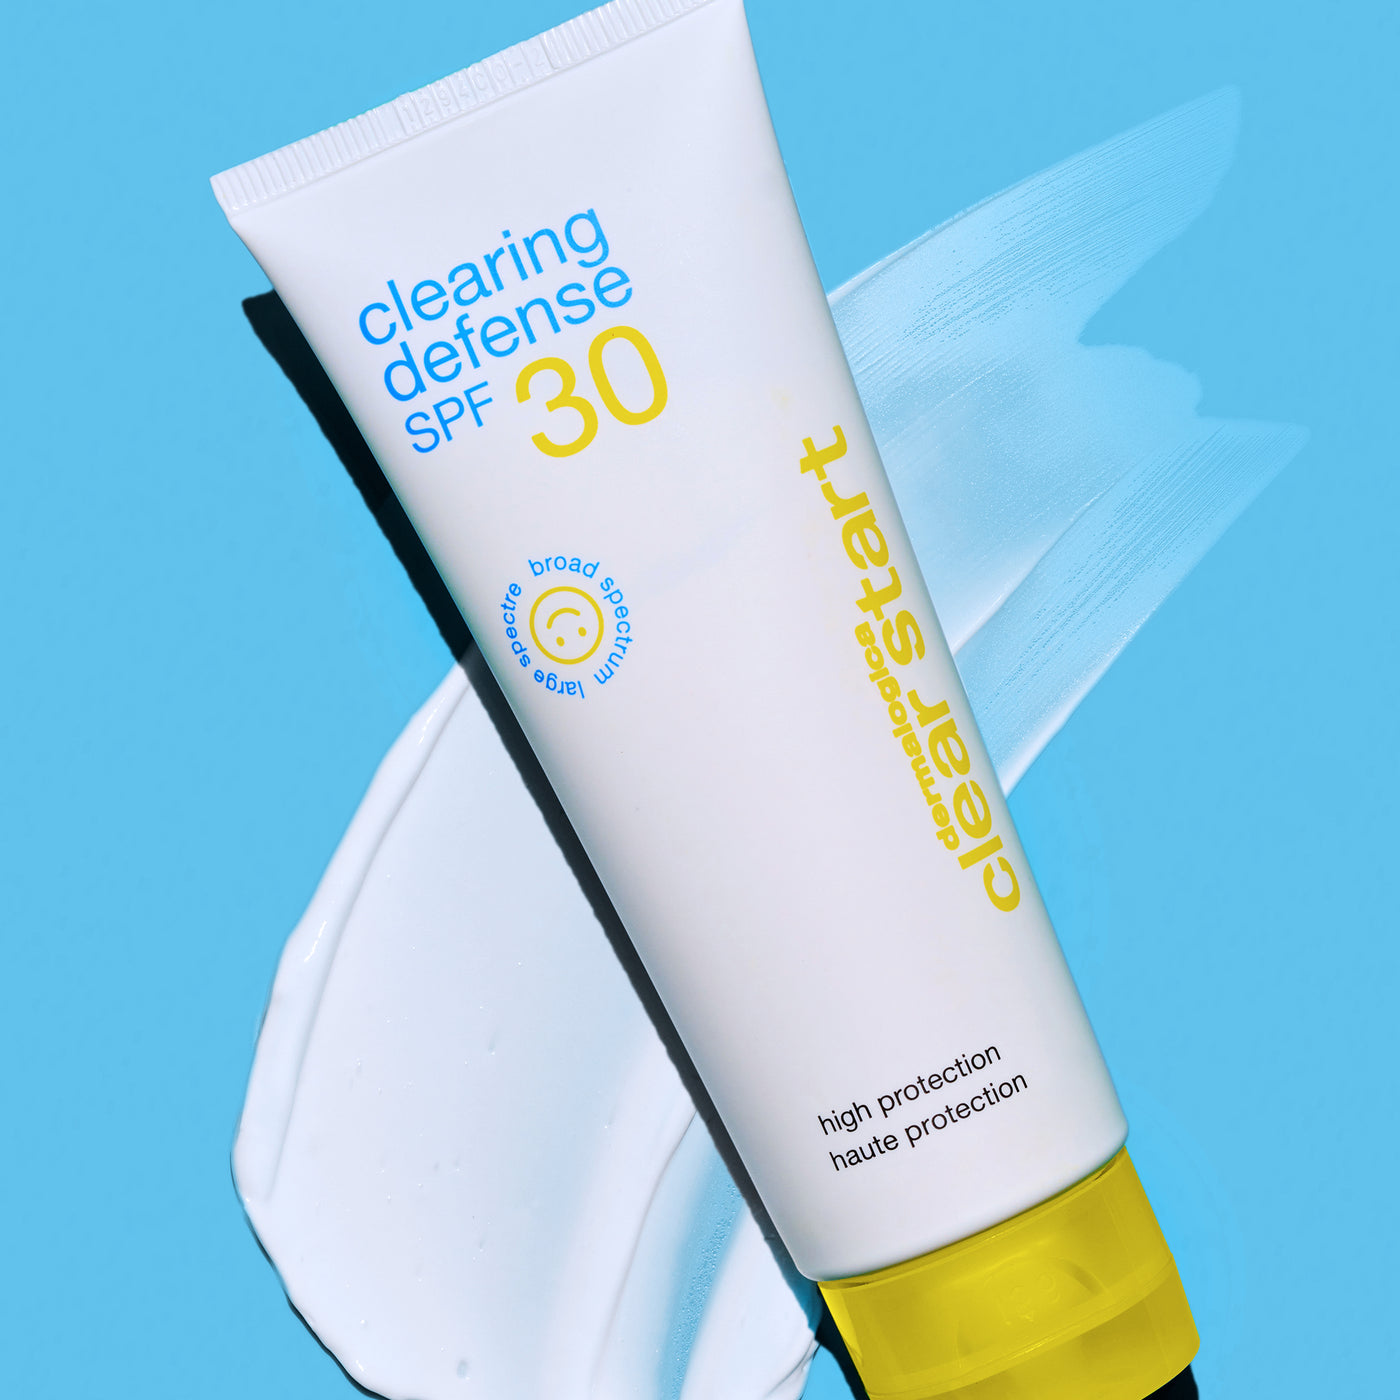 clearing
defense
SPF 30
broad spectrum
large spectre
dermalogica
clear start
high protection
haute protection